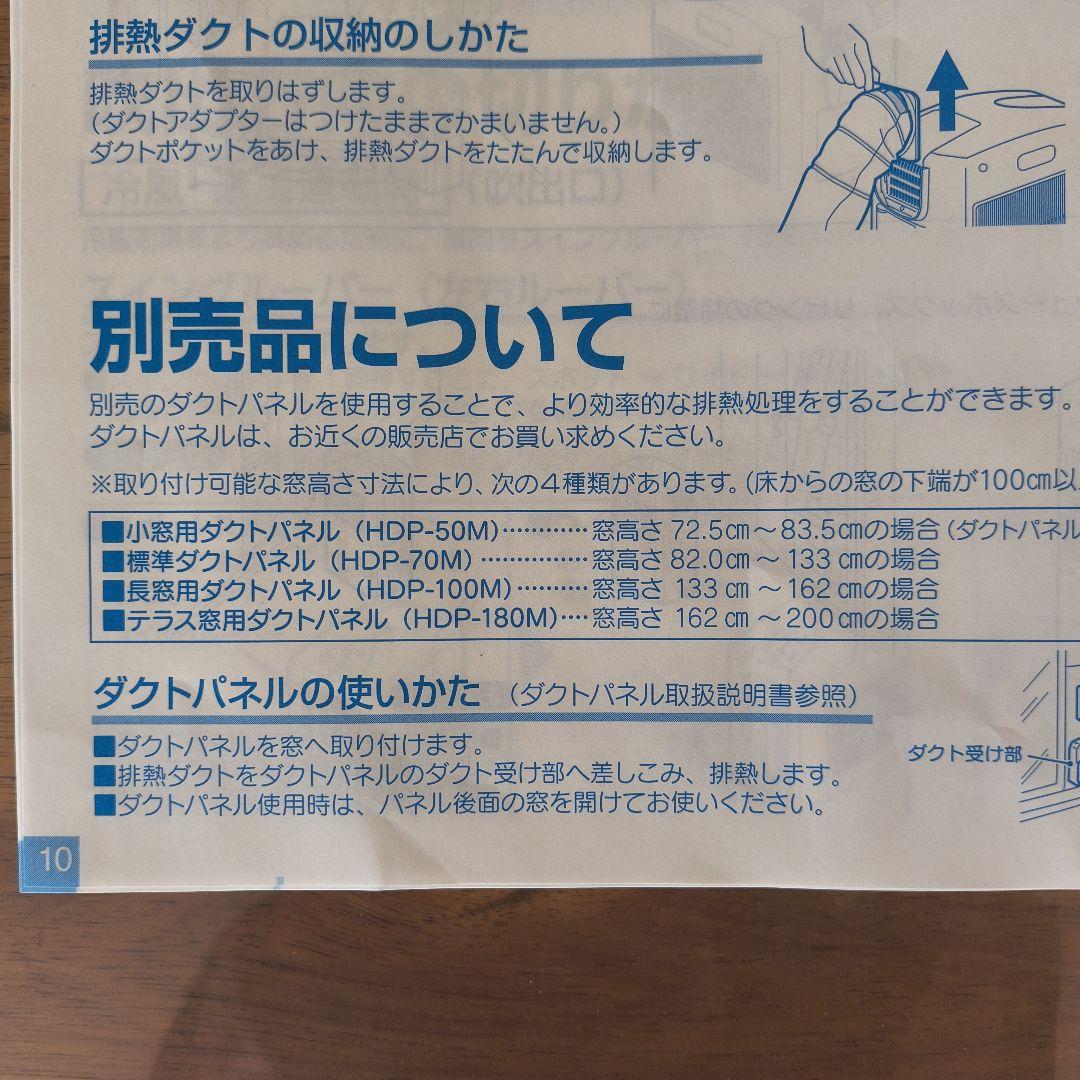 排熱ダクトの収納のしかた
排熱ダクトを取りはずします。
(ダクトアダプターはつけたままでかまいません。)
ダクトポケットをあけ、排熱ダクトをたたんで収納します。
別売品について
別売のダクトパネルを使用することで、より効率的な排熱処理をすることができます。
ダクトパネルは、お近くの販売店でお買い求めください。
※取り付け可能な窓高さ寸法により、次の4種類があります。(床からの窓の下端が100㎝以
■小窓用ダクトパネル(HDP-50M)…………窓高さ 72.5㎝~83.5㎝の場合(ダクトパネル
■標準ダクトパネル(HDP-70M)……………窓高さ 82.0㎝~133㎝の場合
■長窓用ダクトパネル(HDP-100M)………窓高さ 133㎝~162㎝の場合
■テラス窓用ダクトパネル(HDP-180M)…窓高さ 162㎝~200㎝の場合
ダクトパネルの使いかた (ダクトパネル取扱説明書参照)
■ダクトパネルを窓へ取り付けます。
■排熱ダクトをダクトパネルのダクト受け部へ差しこみ、排熱します。
■ダクトパネル使用時は、パネル後面の窓を開けてお使いください。
ダクト受け部
10